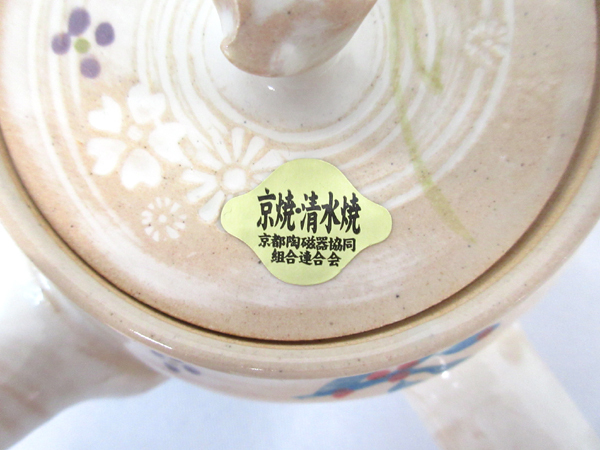 京焼・清水焼
京都陶磁器協同
組合連合会